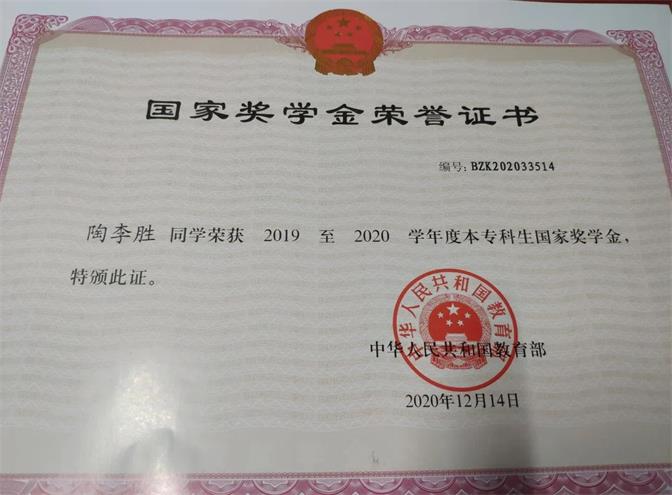 国家奖学金荣誉证书
编号:BZK202033514
陶李胜 同学荣获 2019 至 2020 学年度本专科生国家奖学金,
特颁此证。
中华人民共和国教育部
中华人民共和国教育部
2020年12月14日